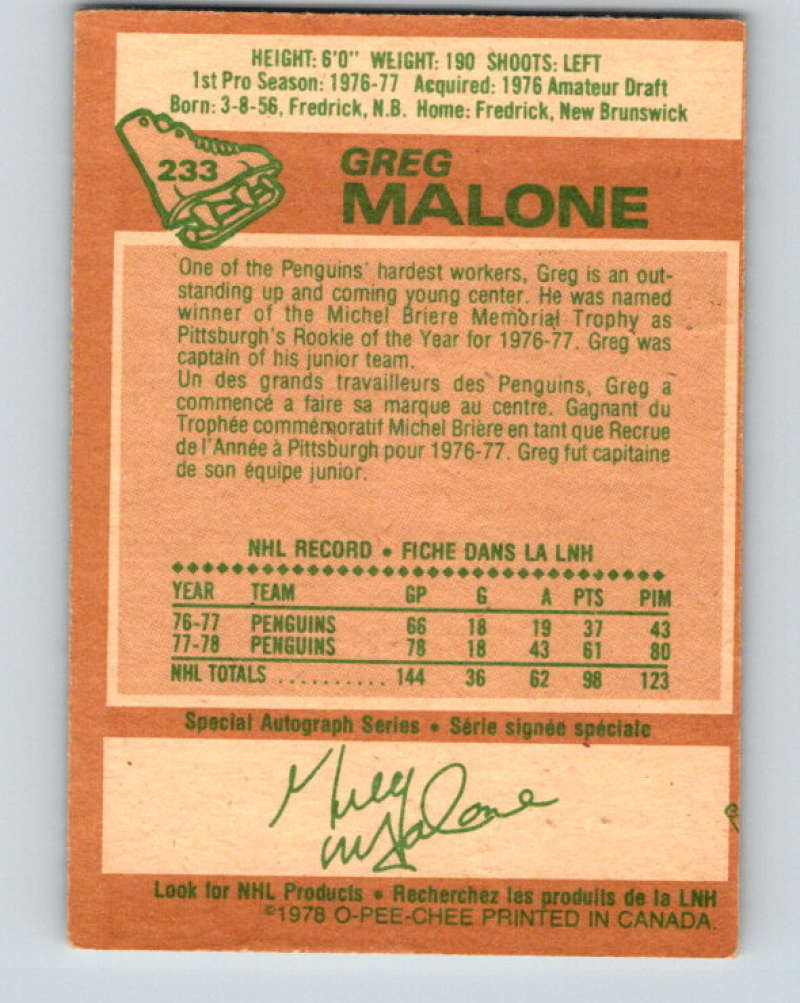 HEIGHT: 6'0" WEIGHT: 190 SHOOTS: LEFT
1st Pro Season: 1976-77 Acquired: 1976 Amateur Draft
Born: 3-8-56, Fredrick, N.B. Home: Fredrick, New Brunswick
233
GREG
MALONE
One of the Penguins' hardest workers, Greg is an out-
standing up and coming young center. He was named
winner of the Michel Briere Memorial Trophy as
Pittsburgh's Rookie of the Year for 1976-77. Greg was
captain of his junior team.
Un des grands travailleurs des Penguins, Greg a
commencé a faire sa marque au centre. Gagnant du
Trophée commémoratif Michel Brière en tant que Recrue
de l'Année à Pittsburgh pour 1976-77. Greg fut capitaine
de son équipe junior.
NHL RECORD • FICHE DANS LA LNH
YEAR TEAM GP G A PTS PIM
76-77 PENGUINS 66 18 19 37 43
77-78 PENGUINS 78 18 43 61 80
NHL TOTALS .......... 144 36 62 98 123
Special Autograph Series • Série signée spéciale
Greg
Malone
Look for NHL Products • Recherchez les produits de la LNH
©1978 O-PEE-CHEE PRINTED IN CANADA.